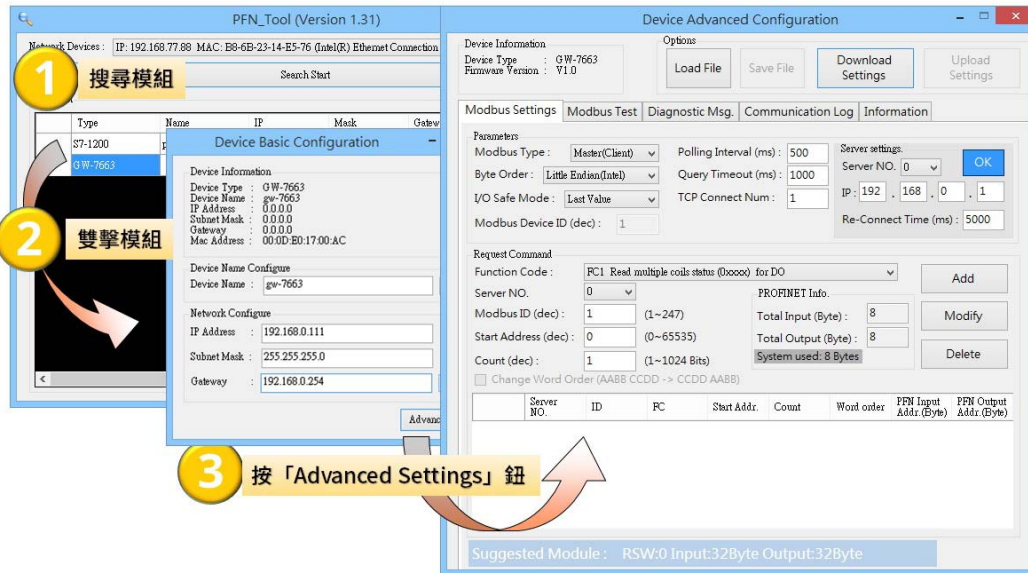 PFN_Tool (Version 1.31)
Network Devices : IP: 192.168.77.88 MAC: B8-6B-23-14-E5-76 (Intel(R) Ethernet Connection
1 搜尋模組
Search Start
Type Name IP Mask Gatew
S7-1200
GW-7663
2 雙擊模組
Device Basic Configuration
Device Information
Device Type : GW-7663
Device Name : gw-7663
IP Address : 0.0.0.0
Subnet Mask : 0.0.0.0
Gateway : 0.0.0.0
Mac Address : 00:0D:E0:17:00:AC
Device Name Configure
Device Name : gw-7663
Network Configure
IP Address : 192.168.0.111
Subnet Mask : 255.255.255.0
Gateway : 192.168.0.254
Advanc
3 按「Advanced Settings」鈕
Device Advanced Configuration
Device Information
Device Type : GW-7663
Firmware Version : V1.0
Options
Load File
Save File
Download Settings
Upload Settings
Modbus Settings Modbus Test Diagnostic Msg. Communication Log Information
Parameters
Modbus Type : Master(Client) Polling Interval (ms) : 500
Byte Order : Little Endian(Intel) Query Timeout (ms) : 1000
I/O Safe Mode : Last Value TCP Connect Num : 1
Modbus Device ID (dec) : 1
Server settings.
Server NO. 0 OK
IP : 192 . 168 . 0 . 1
Re-Connect Time (ms) : 5000
Request Command
Function Code : FC1 Read multiple coils status (0xxxx) for DO
Server NO. 0
Modbus ID (dec) : 1 (1~247)
Start Address (dec) : 0 (0~65535)
Count (dec) : 1 (1~1024 Bits)
Change Word Order (AABB CCDD -> CCDD AABB)
PROFINET Info.
Total Input (Byte) : 8
Total Output (Byte) : 8
System used: 8 Bytes
Add
Modify
Delete
Server NO. ID FC Start Addr. Count Word order PFN Input Addr.(Byte) PFN Output Addr.(Byte)
Suggested Module : RSW:0 Input:32Byte Output:32Byte